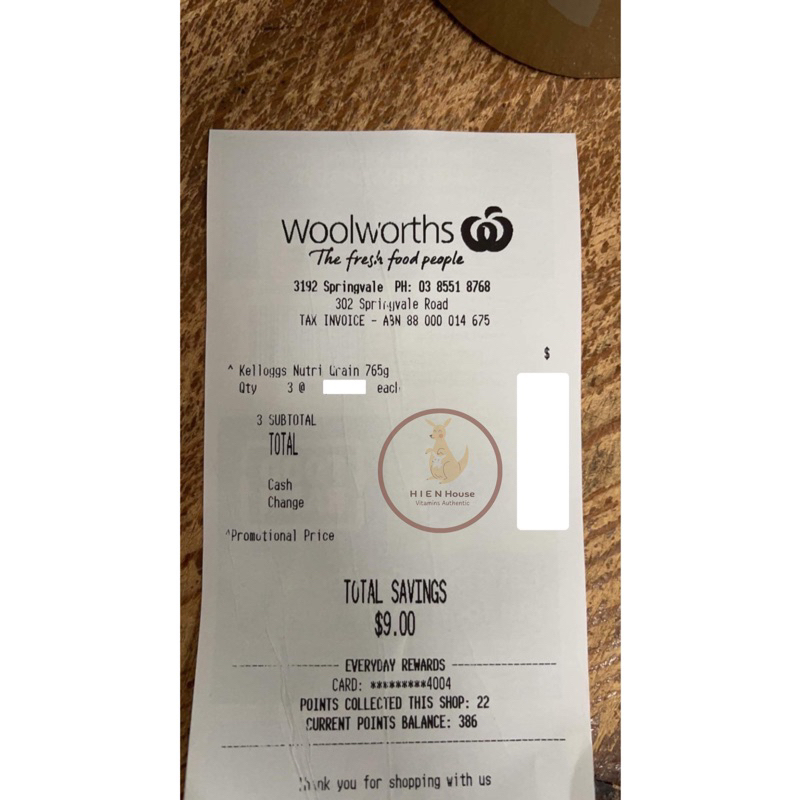 Woolworths
The fresh food people
3192 Springvale PH: 03 8551 8768
302 Springvale Road
TAX INVOICE - ABN 88 000 014 675
$
^ Kelloggs Nutri Grain 765g
Qty 3 @ each
3 SUBTOTAL
TOTAL
Cash
Change
^Promotional Price
HIEN House
Vitamins Authentic
TOTAL SAVINGS
$9.00
EVERYDAY REWARDS
CARD: *********4004
POINTS COLLECTED THIS SHOP: 22
CURRENT POINTS BALANCE: 386
Thank you for shopping with us